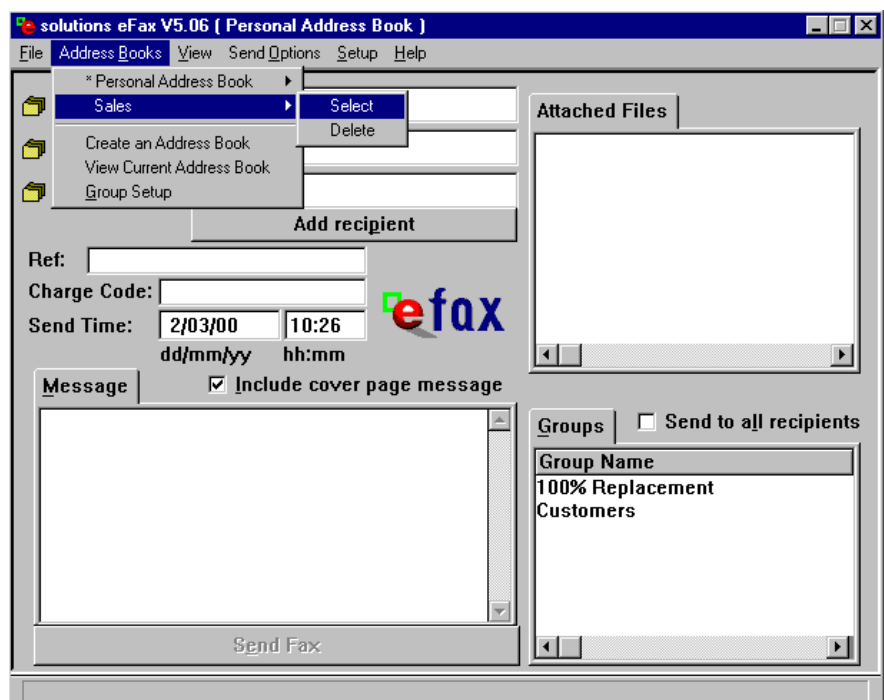 solutions eFax V5.06 ( Personal Address Book )
File Address Books View Send Options Setup Help
* Personal Address Book
Sales
Select
Delete
Create an Address Book
View Current Address Book
Group Setup
Add recipient
Attached Files
Ref:
Charge Code:
Send Time: 2/03/00 10:26
dd/mm/yy hh:mm
efax
Message Include cover page message
Groups Send to all recipients
Group Name
100% Replacement
Customers
Send Fax